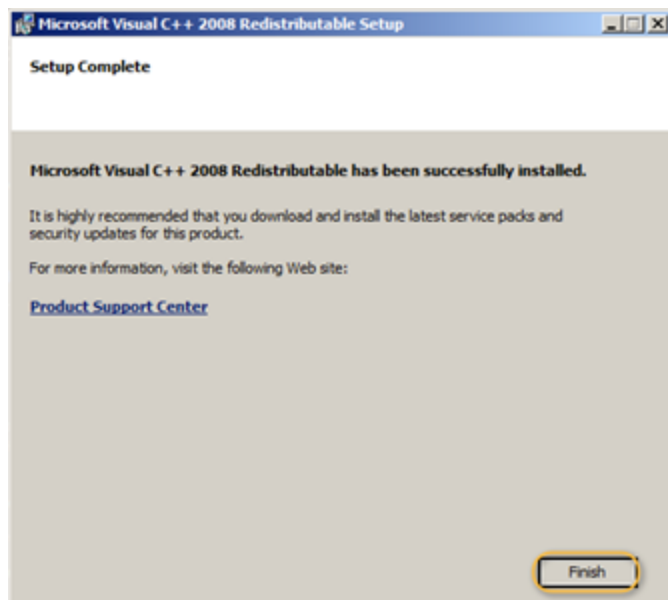 Microsoft Visual C++ 2008 Redistributable Setup
Setup Complete
Microsoft Visual C++ 2008 Redistributable has been successfully installed.
It is highly recommended that you download and install the latest service packs and
security updates for this product.
For more information, visit the following Web site:
Product Support Center
Finish